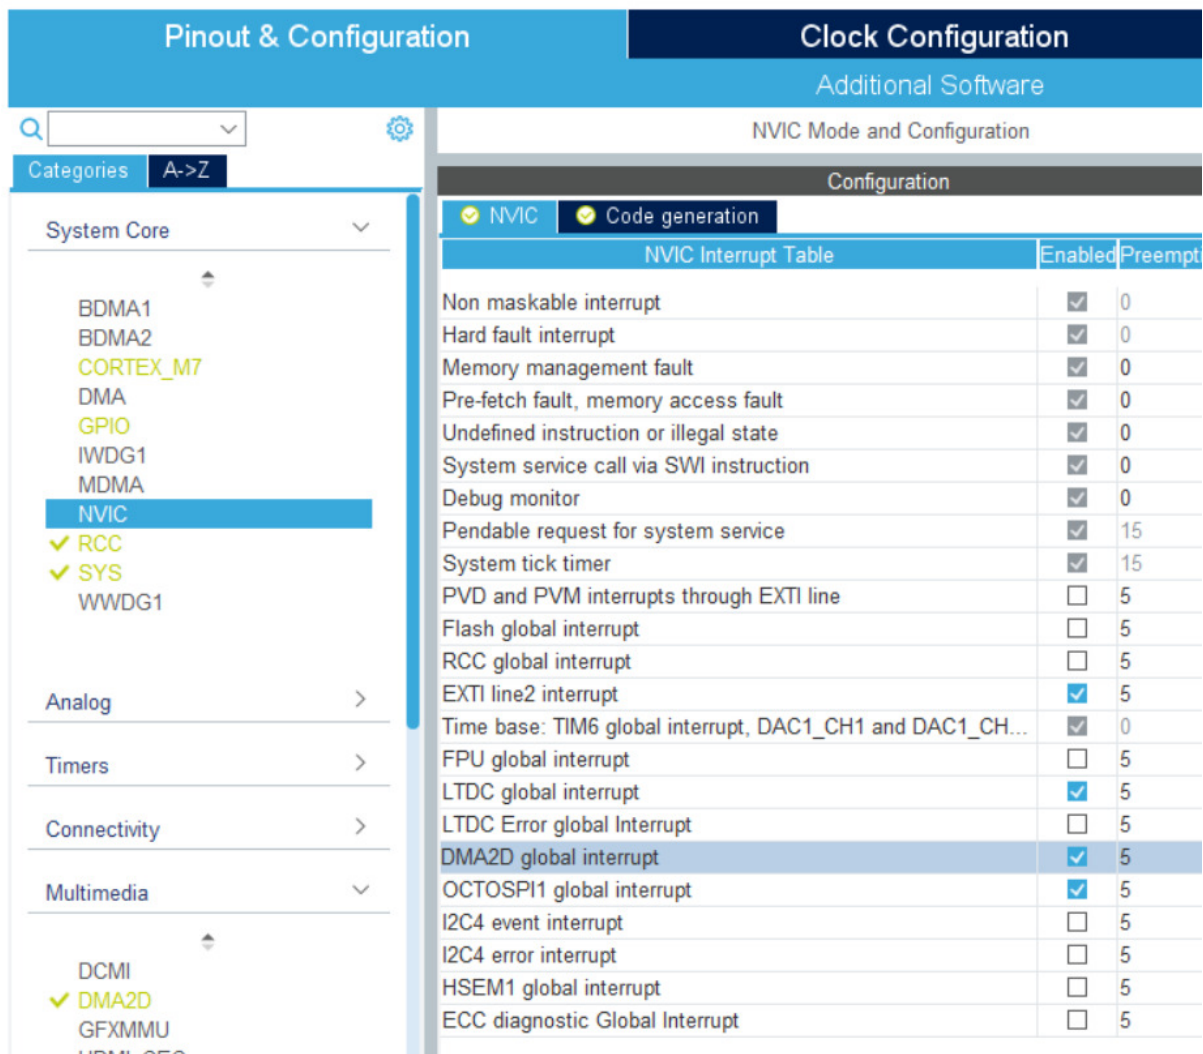 Pinout & Configuration
Clock Configuration
Additional Software
Categories
A->Z
System Core
BDMA1
BDMA2
CORTEX_M7
DMA
GPIO
IWDG1
MDMA
NVIC
RCC
SYS
WWDG1
Analog
Timers
Connectivity
Multimedia
DCMI
DMA2D
GFXMMU
NVIC Mode and Configuration
Configuration
NVIC
Code generation
NVIC Interrupt Table Enabled Preempti
Non maskable interrupt 0
Hard fault interrupt 0
Memory management fault 0
Pre-fetch fault, memory access fault 0
Undefined instruction or illegal state 0
System service call via SWI instruction 0
Debug monitor 0
Pendable request for system service 15
System tick timer 15
PVD and PVM interrupts through EXTI line 5
Flash global interrupt 5
RCC global interrupt 5
EXTI line2 interrupt 5
Time base: TIM6 global interrupt, DAC1_CH1 and DAC1_CH... 0
FPU global interrupt 5
LTDC global interrupt 5
LTDC Error global Interrupt 5
DMA2D global interrupt 5
OCTOSPI1 global interrupt 5
I2C4 event interrupt 5
I2C4 error interrupt 5
HSEM1 global interrupt 5
ECC diagnostic Global Interrupt 5